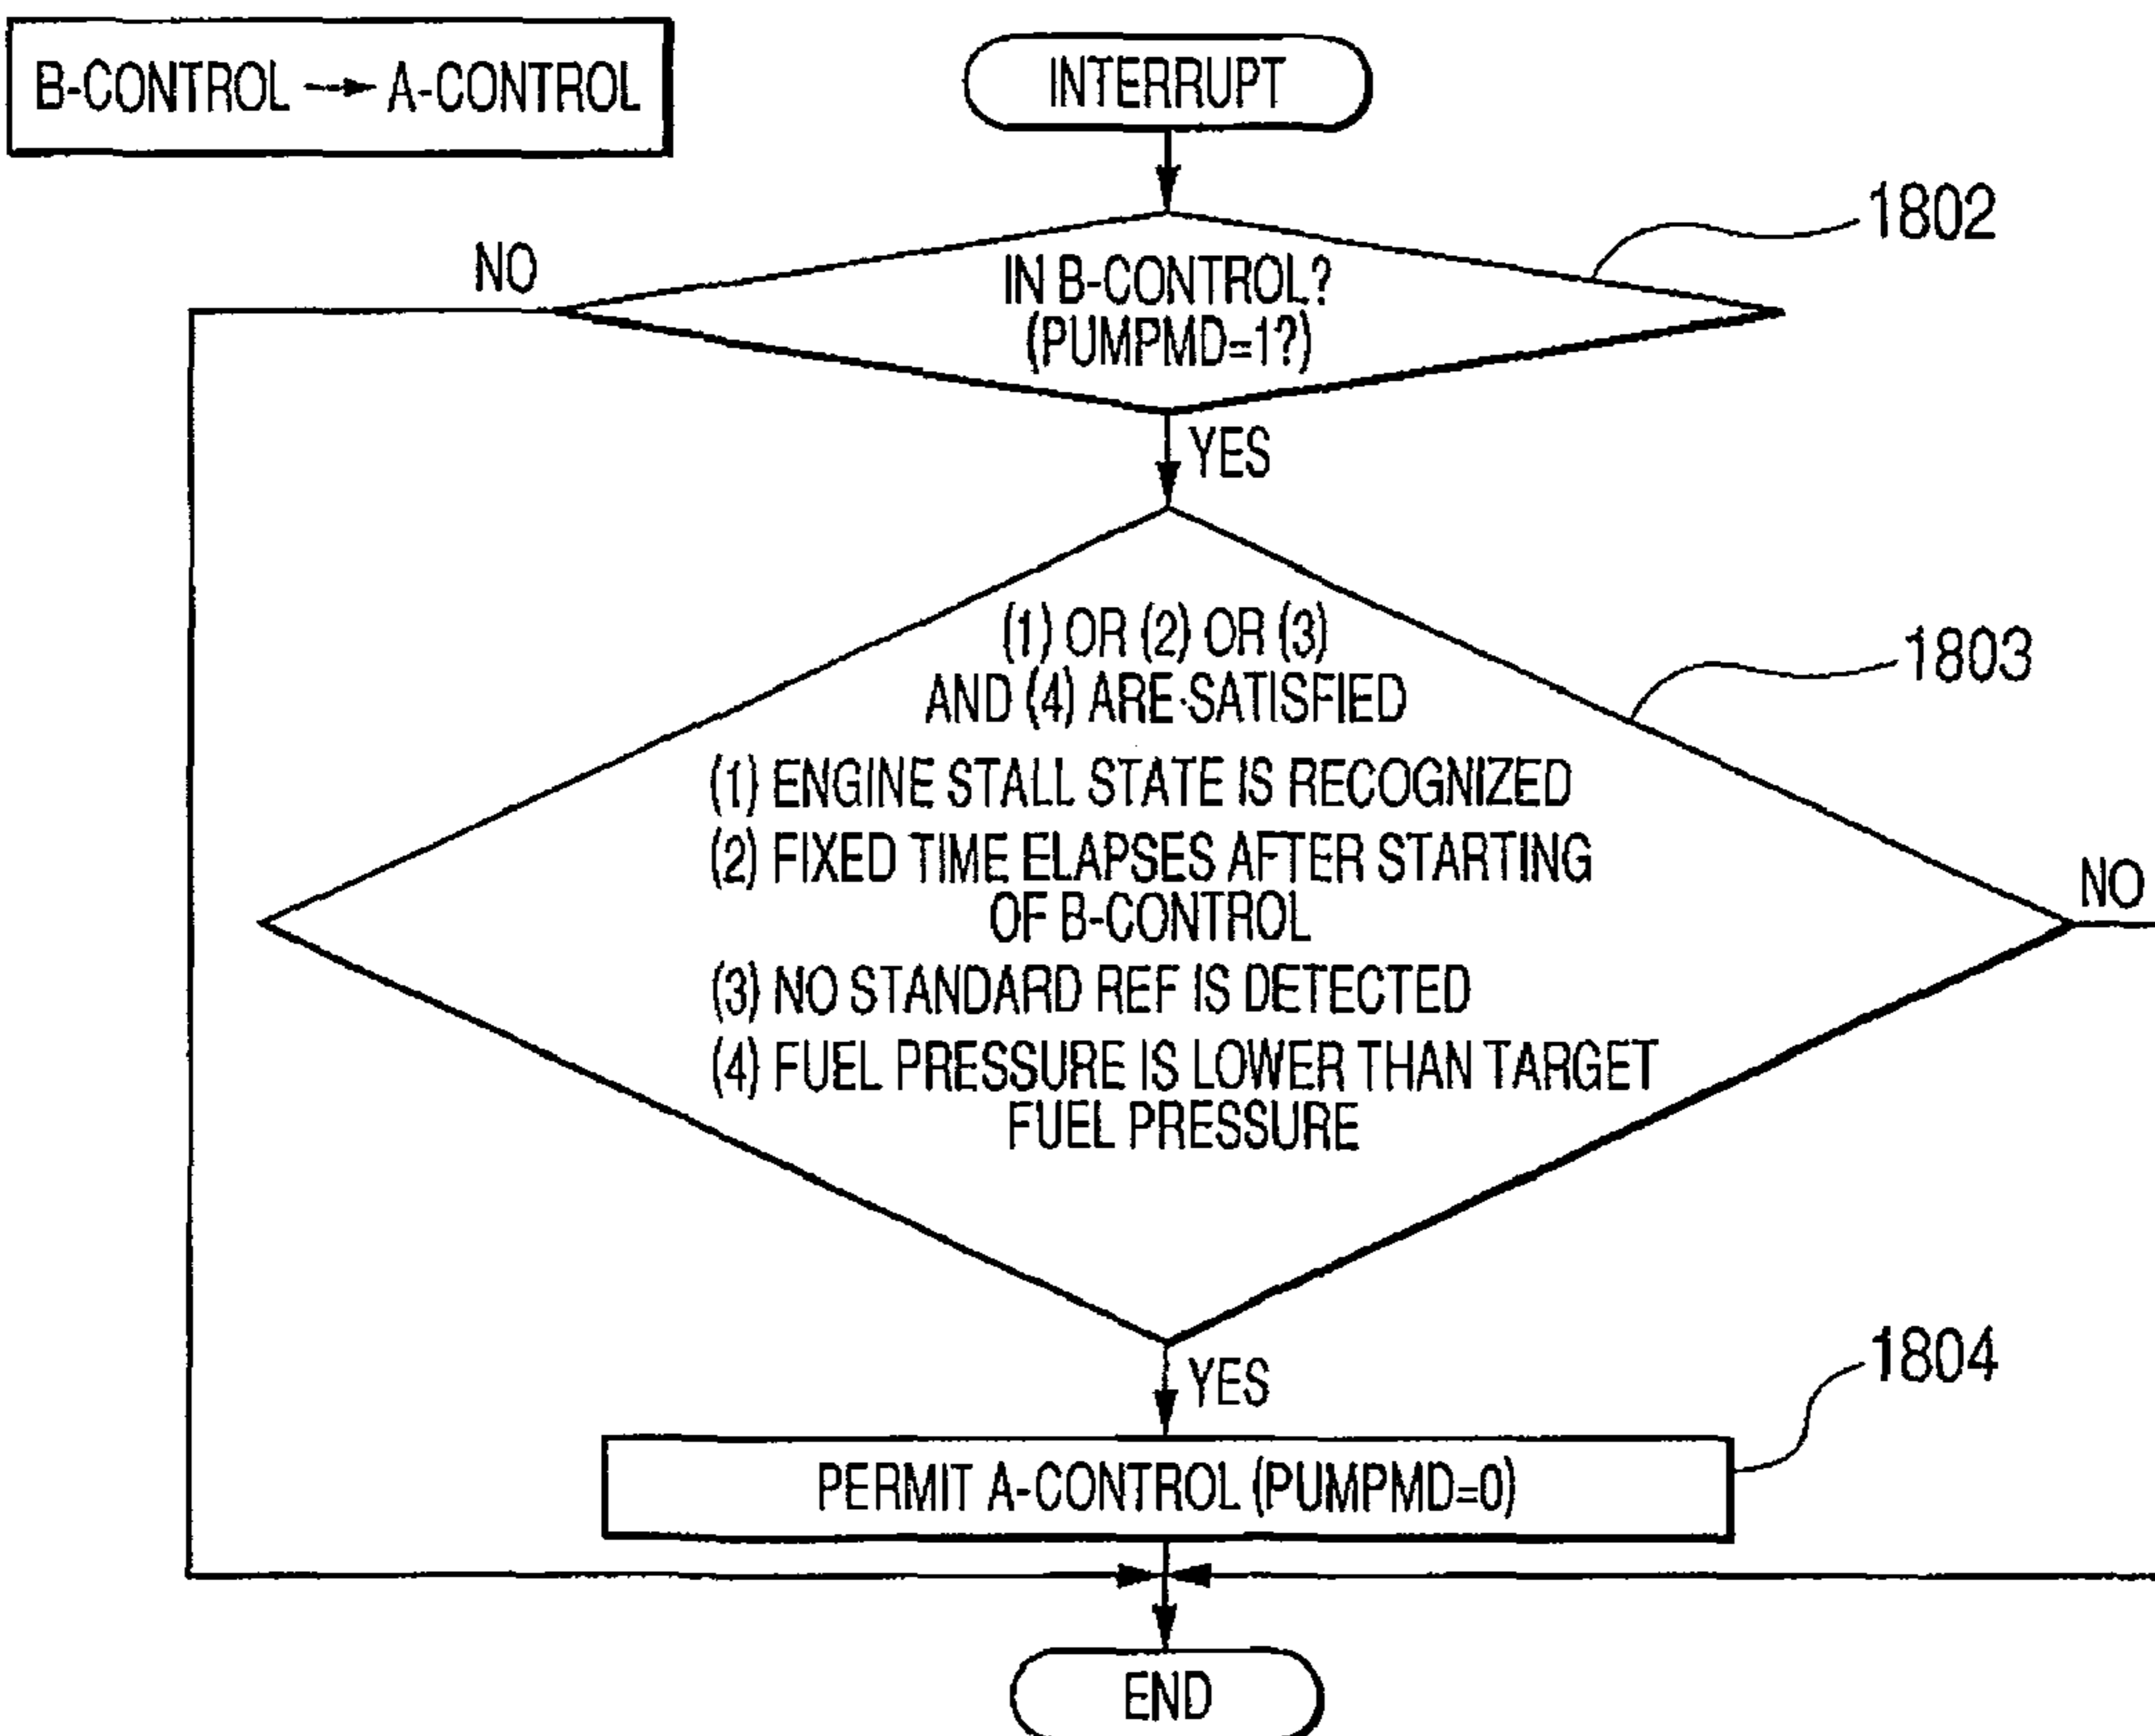 B-CONTROL → A-CONTROL
INTERRUPT
1802
NO
IN B-CONTROL?
(PUMPMD=1?)
YES
1803
(1) OR (2) OR (3)
AND (4) ARE SATISFIED
(1) ENGINE STALL STATE IS RECOGNIZED
(2) FIXED TIME ELAPSES AFTER STARTING
OF B-CONTROL
(3) NO STANDARD REF IS DETECTED
(4) FUEL PRESSURE IS LOWER THAN TARGET
FUEL PRESSURE
NO
YES
1804
PERMIT A-CONTROL (PUMPMD=0)
END